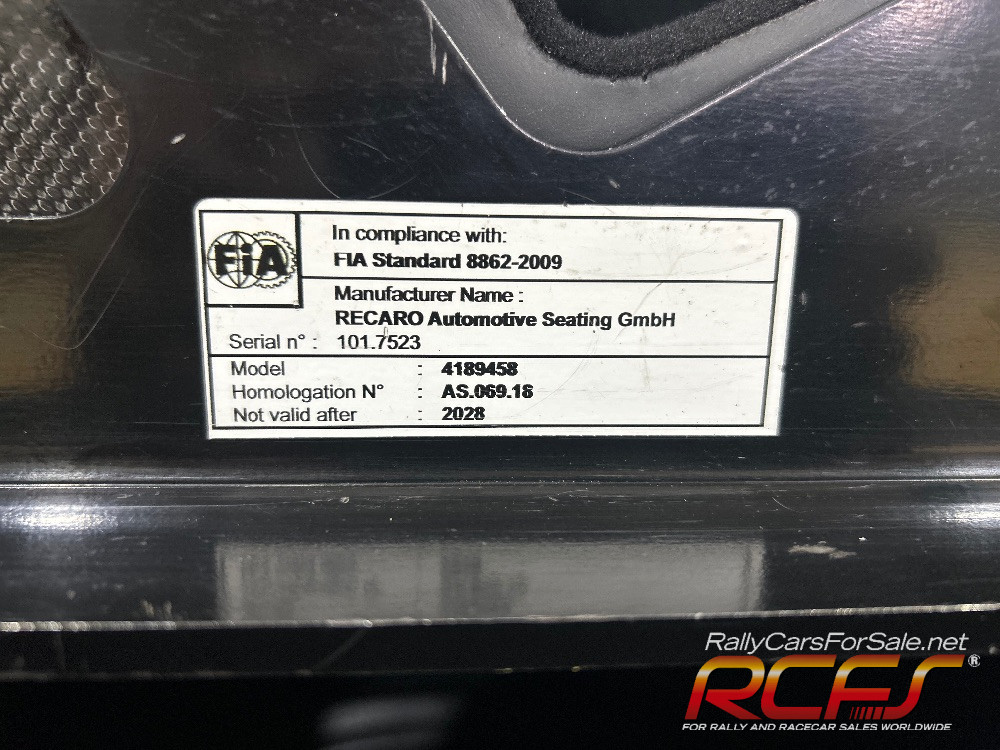 FiA
In compliance with:
FIA Standard 8862-2009
Manufacturer Name :
RECARO Automotive Seating GmbH
Serial n° : 101.7523
Model : 4189458
Homologation N° : AS.069.18
Not valid after : 2028
RallyCarsForSale.net
RCFS®
FOR RALLY AND RACECAR SALES WORLDWIDE